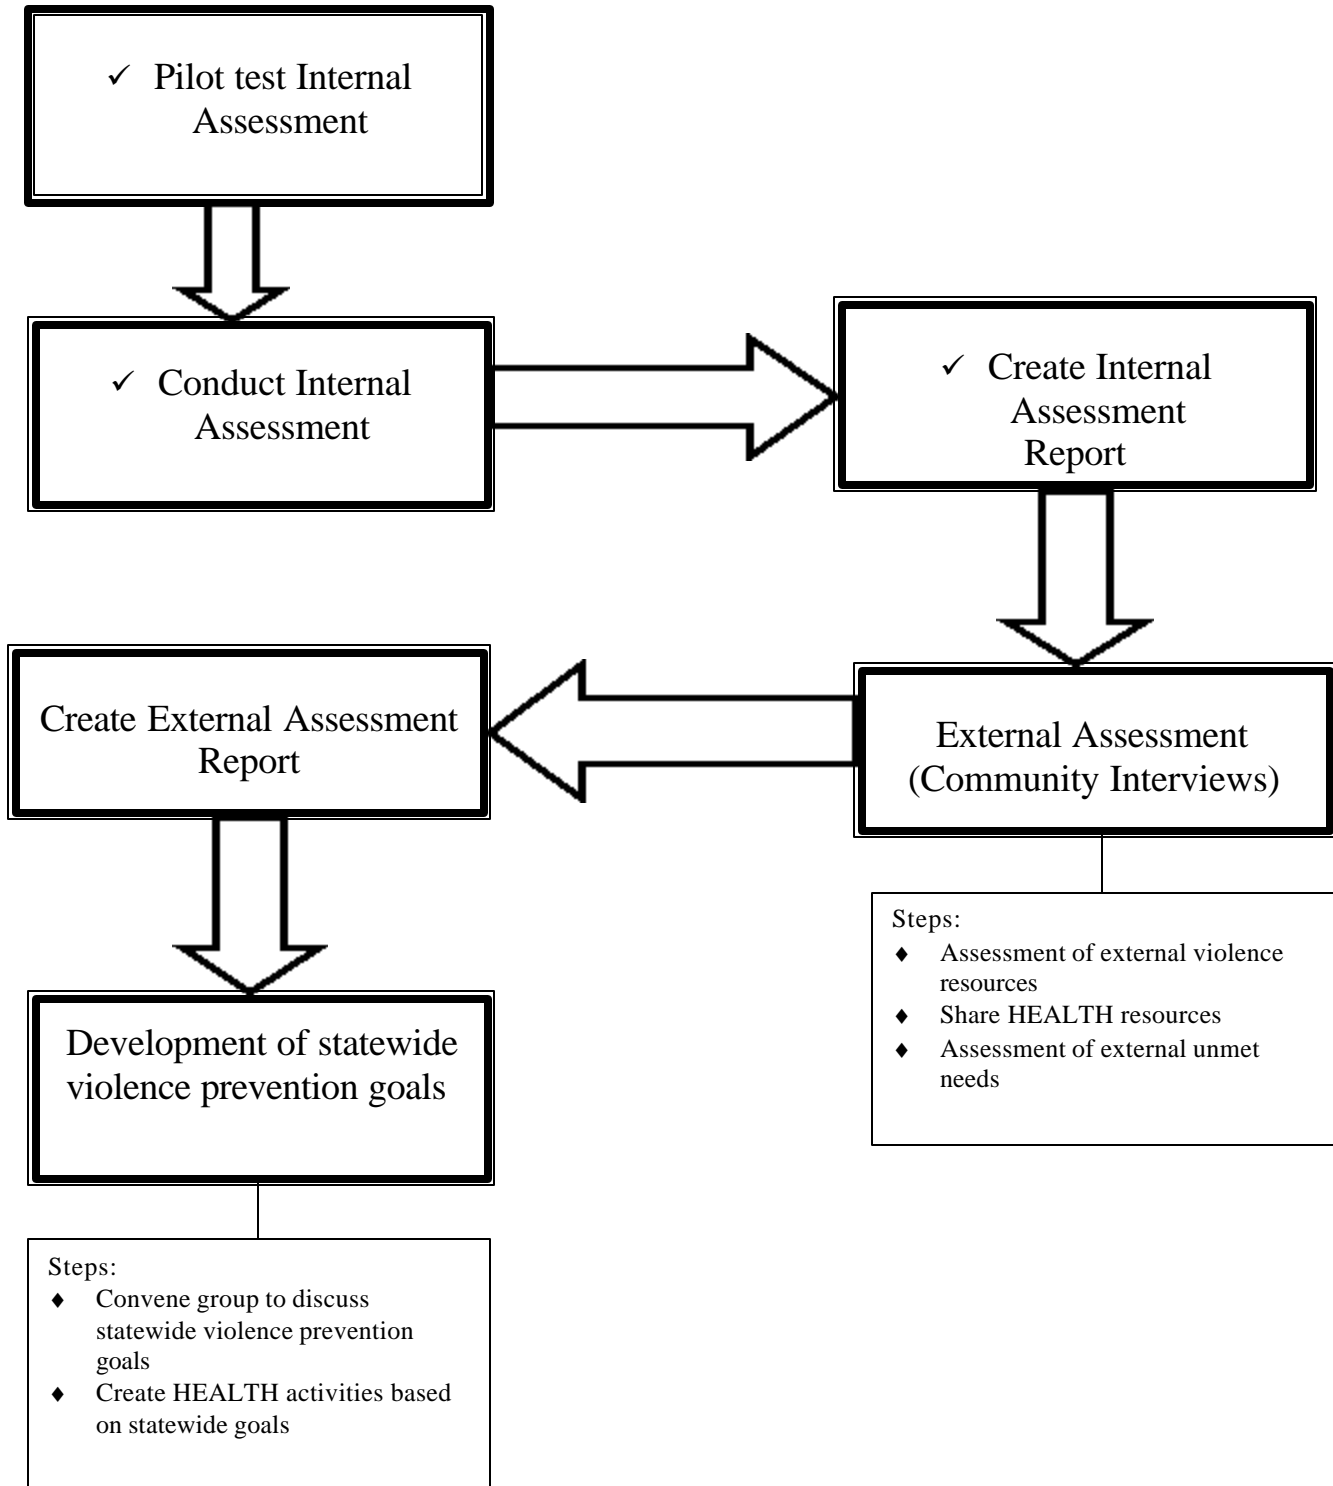 ✓ Pilot test Internal
Assessment
✓ Conduct Internal
Assessment
✓ Create Internal
Assessment
Report
External Assessment
(Community Interviews)
Steps:
♦ Assessment of external violence
resources
♦ Share HEALTH resources
♦ Assessment of external unmet
needs
Create External Assessment
Report
Development of statewide
violence prevention goals
Steps:
♦ Convene group to discuss
statewide violence prevention
goals
♦ Create HEALTH activities based
on statewide goals